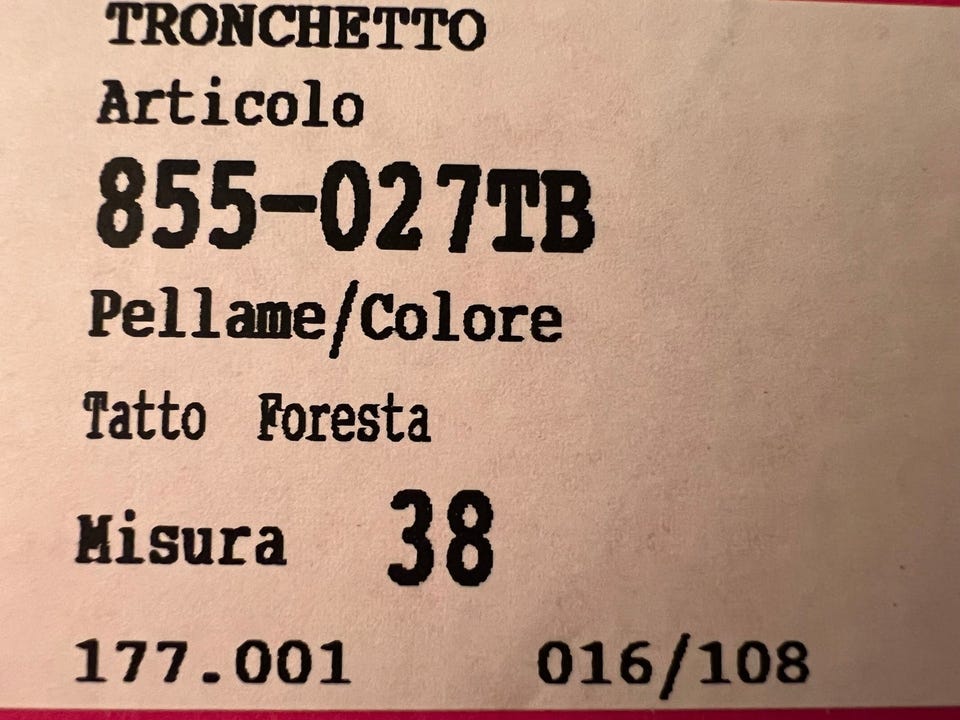 TRONCHETTO
Articolo
855-027TB
Pellame/Colore
Tatto Foresta
Misura 38
177.001 016/108